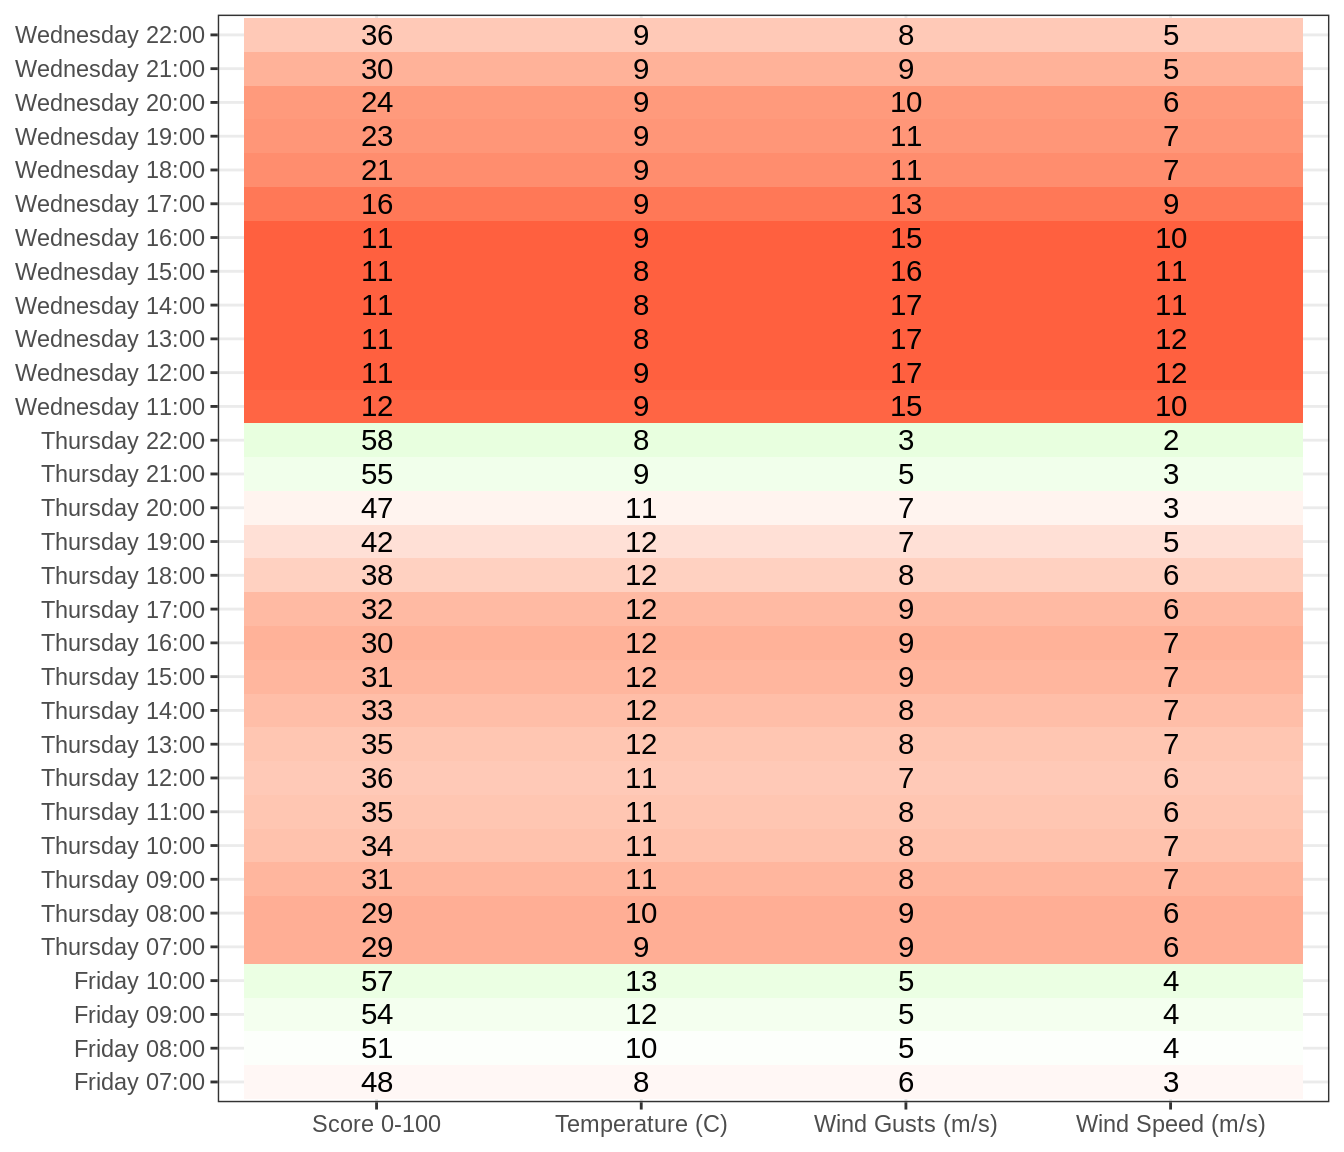 Wednesday 22:00 36 9 8 5
Wednesday 21:00 30 9 9 5
Wednesday 20:00 24 9 10 6
Wednesday 19:00 23 9 11 7
Wednesday 18:00 21 9 11 7
Wednesday 17:00 16 9 13 9
Wednesday 16:00 11 9 15 10
Wednesday 15:00 11 8 16 11
Wednesday 14:00 11 8 17 11
Wednesday 13:00 11 8 17 12
Wednesday 12:00 11 9 17 12
Wednesday 11:00 12 9 15 10
Thursday 22:00 58 8 3 2
Thursday 21:00 55 9 5 3
Thursday 20:00 47 11 7 3
Thursday 19:00 42 12 7 5
Thursday 18:00 38 12 8 6
Thursday 17:00 32 12 9 6
Thursday 16:00 30 12 9 7
Thursday 15:00 31 12 9 7
Thursday 14:00 33 12 8 7
Thursday 13:00 35 12 8 7
Thursday 12:00 36 11 7 6
Thursday 11:00 35 11 8 6
Thursday 10:00 34 11 8 7
Thursday 09:00 31 11 8 7
Thursday 08:00 29 10 9 6
Thursday 07:00 29 9 9 6
Friday 10:00 57 13 5 4
Friday 09:00 54 12 5 4
Friday 08:00 51 10 5 4
Friday 07:00 48 8 6 3
Score 0-100 Temperature (C) Wind Gusts (m/s) Wind Speed (m/s)